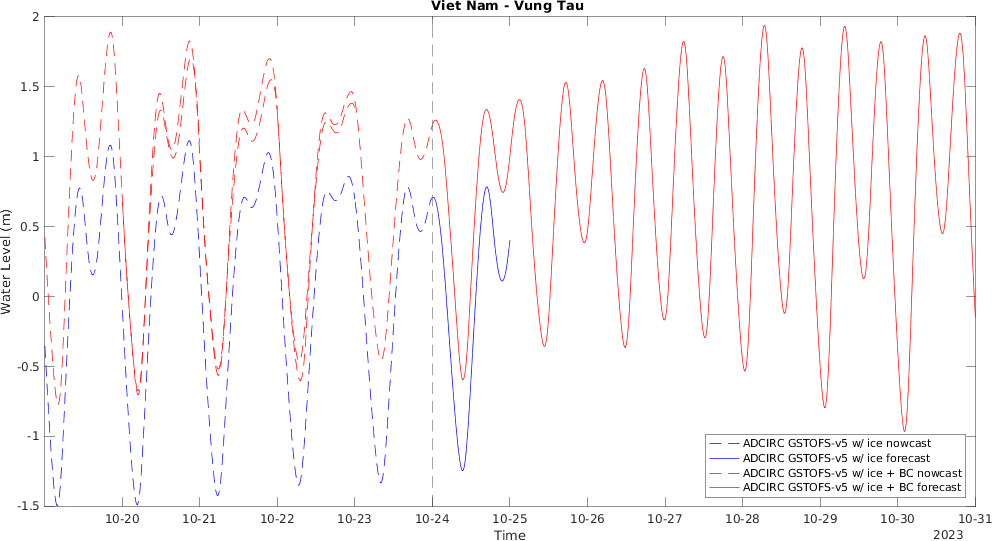 Viet Nam - Vung Tau
Water Level (m)
2
1.5
1
0.5
0
-0.5
-1
-1.5
ADCIRC GSTOFS-v5 w/ ice nowcast
ADCIRC GSTOFS-v5 w/ ice forecast
ADCIRC GSTOFS-v5 w/ ice + BC nowcast
ADCIRC GSTOFS-v5 w/ ice + BC forecast
10-20 10-21 10-22 10-23 10-24 10-25 10-26 10-27 10-28 10-29 10-30 10-31
Time
2023